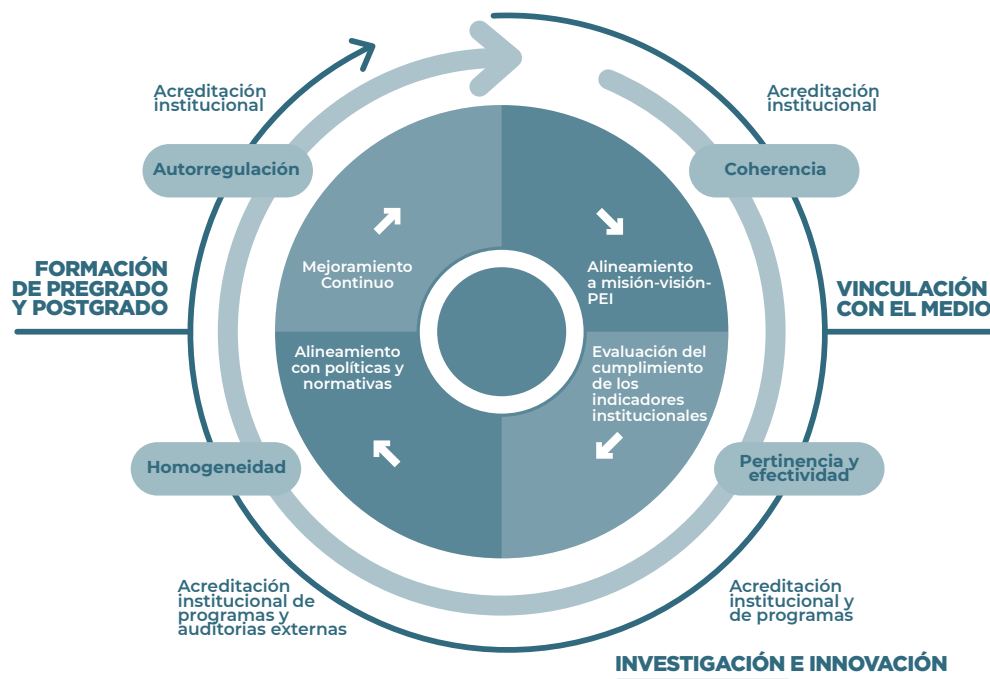 Acreditación
institucional
Acreditación
institucional
Autorregulación
Coherencia
Mejoramiento
Continuo
Alineamiento
a misión-visión-
PEI
FORMACIÓN
DE PREGRADO
Y POSTGRADO
VINCULACIÓN
CON EL MEDIO
Alineamiento
con políticas y
normativas
Evaluación del
cumplimiento
de los
indicadores
institucionales
Homogeneidad
Pertinencia y
efectividad
Acreditación
institucional de
programas y
auditorias externas
Acreditación
institucional y
de programas
INVESTIGACIÓN E INNOVACIÓN